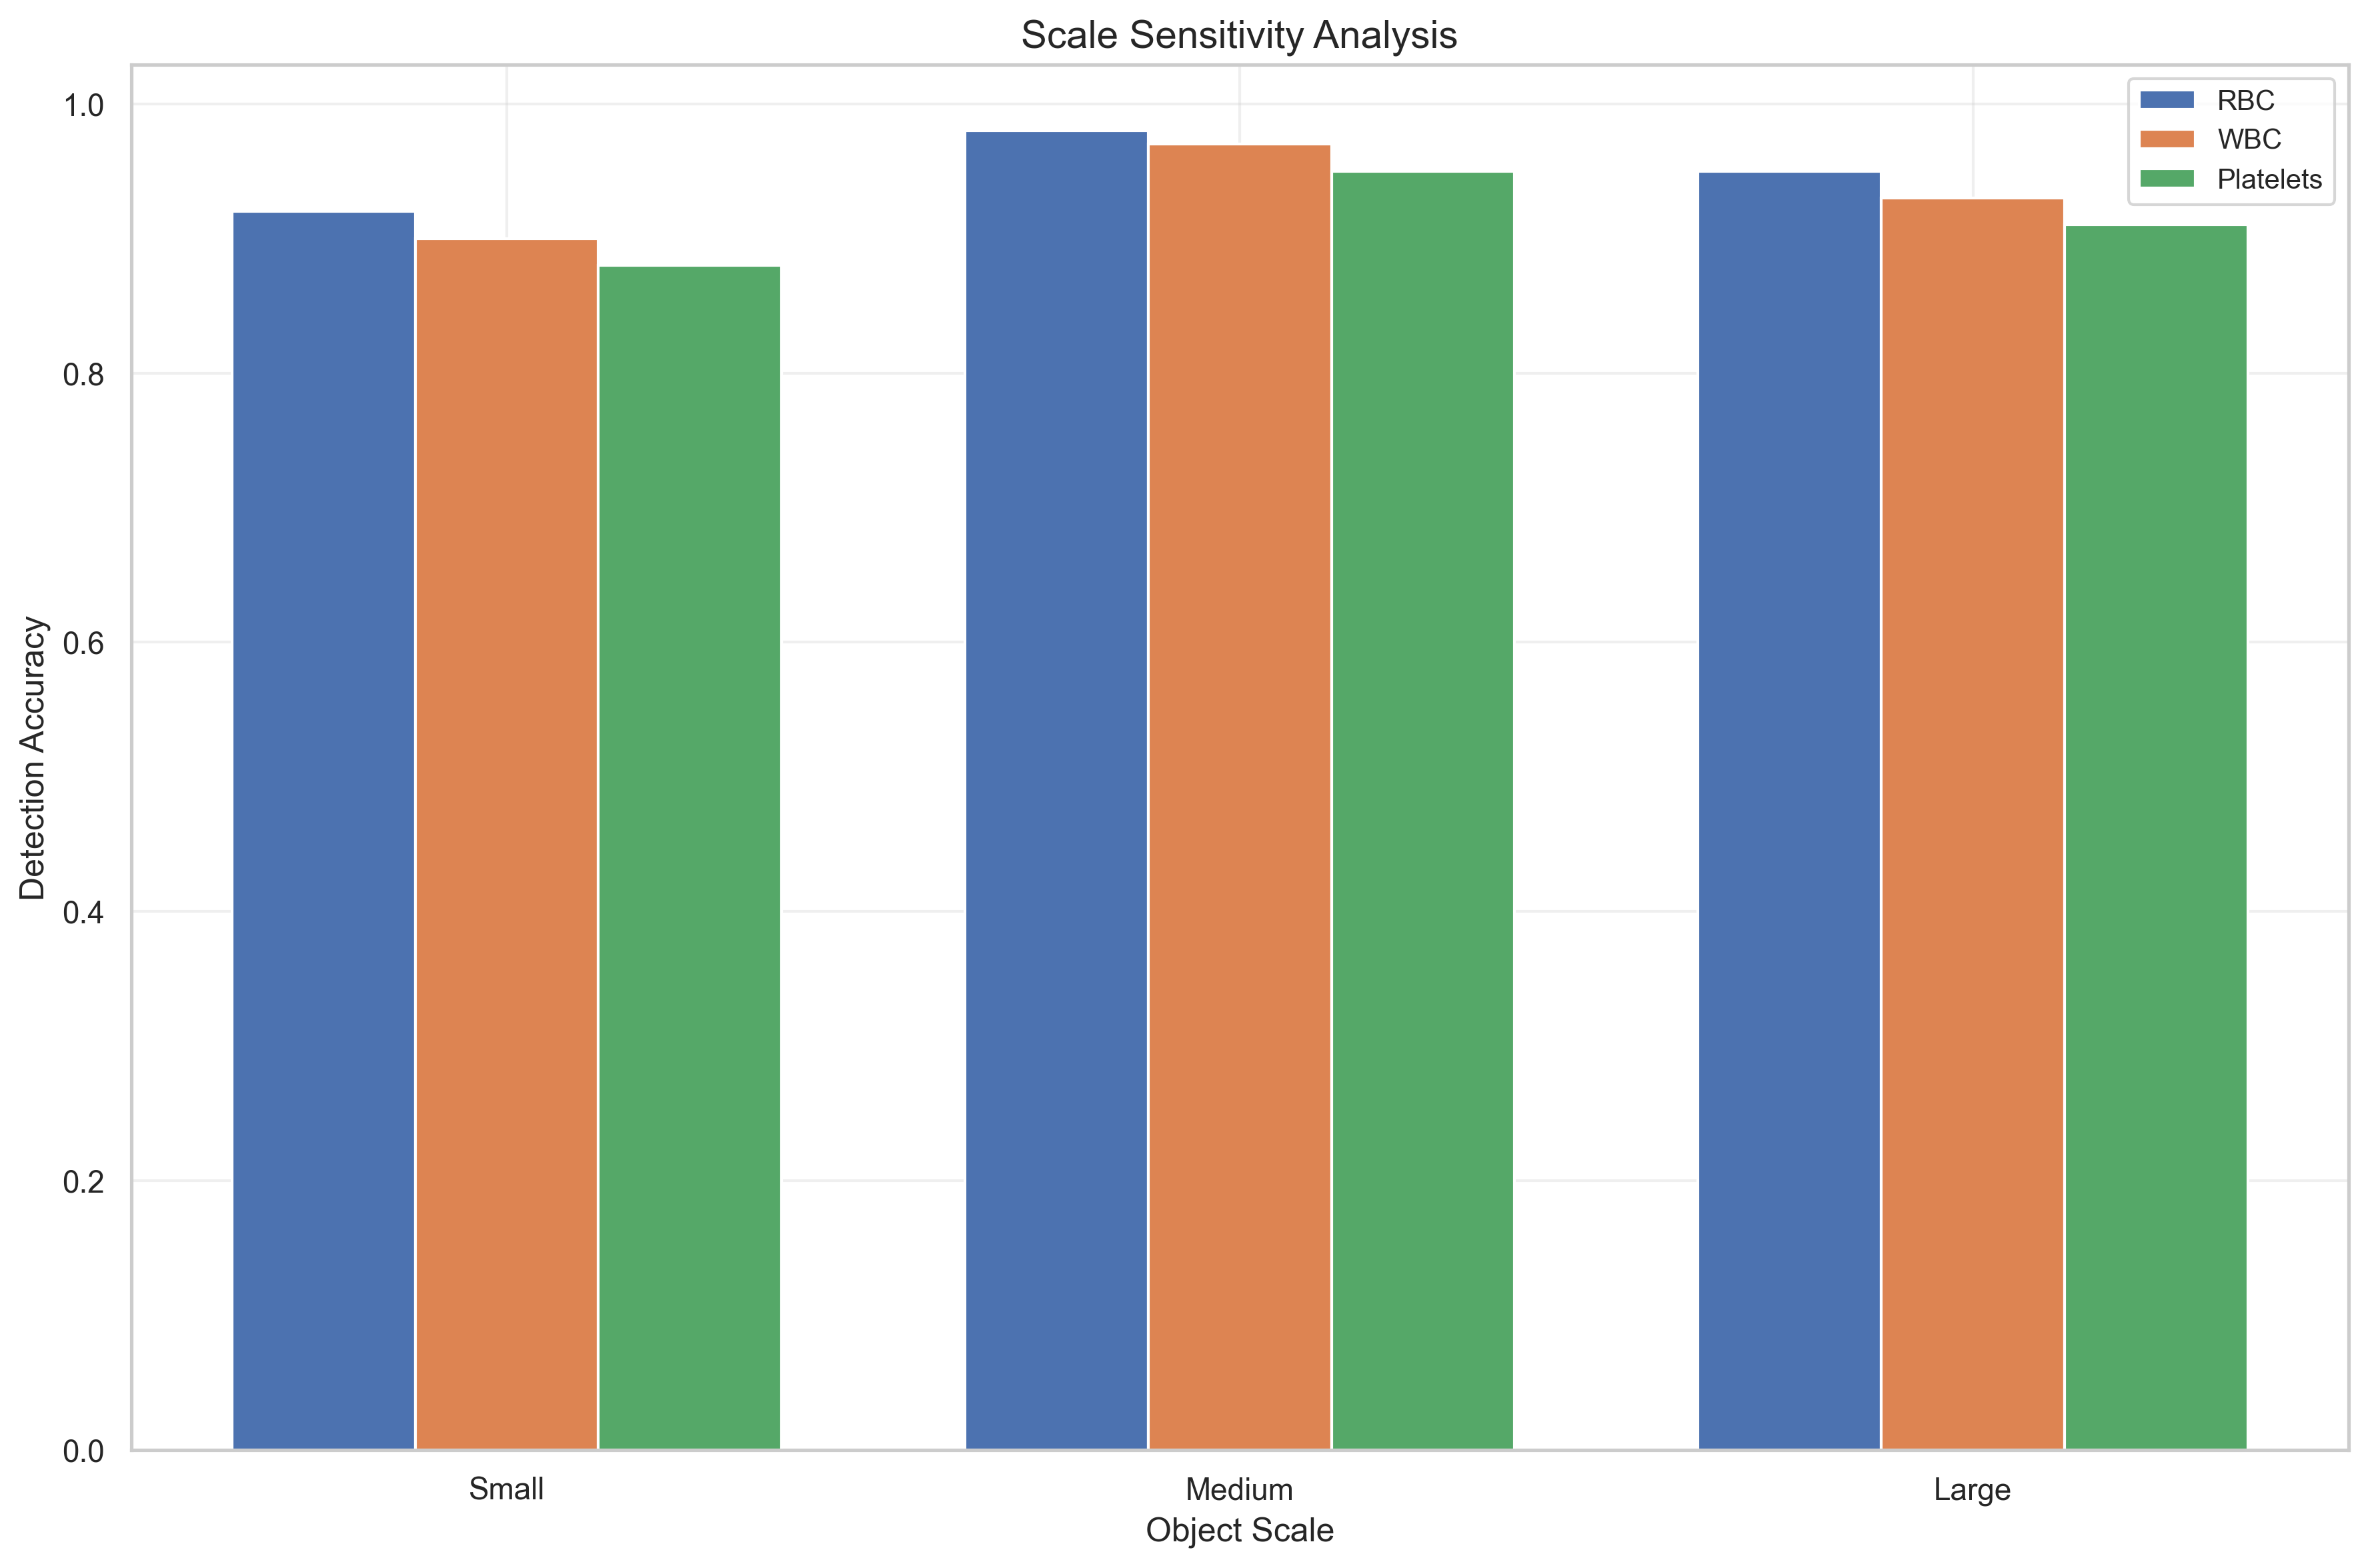 Scale Sensitivity Analysis
RBC
WBC
Platelets
Detection Accuracy
1.0
0.8
0.6
0.4
0.2
0.0
Small
Medium
Large
Object Scale